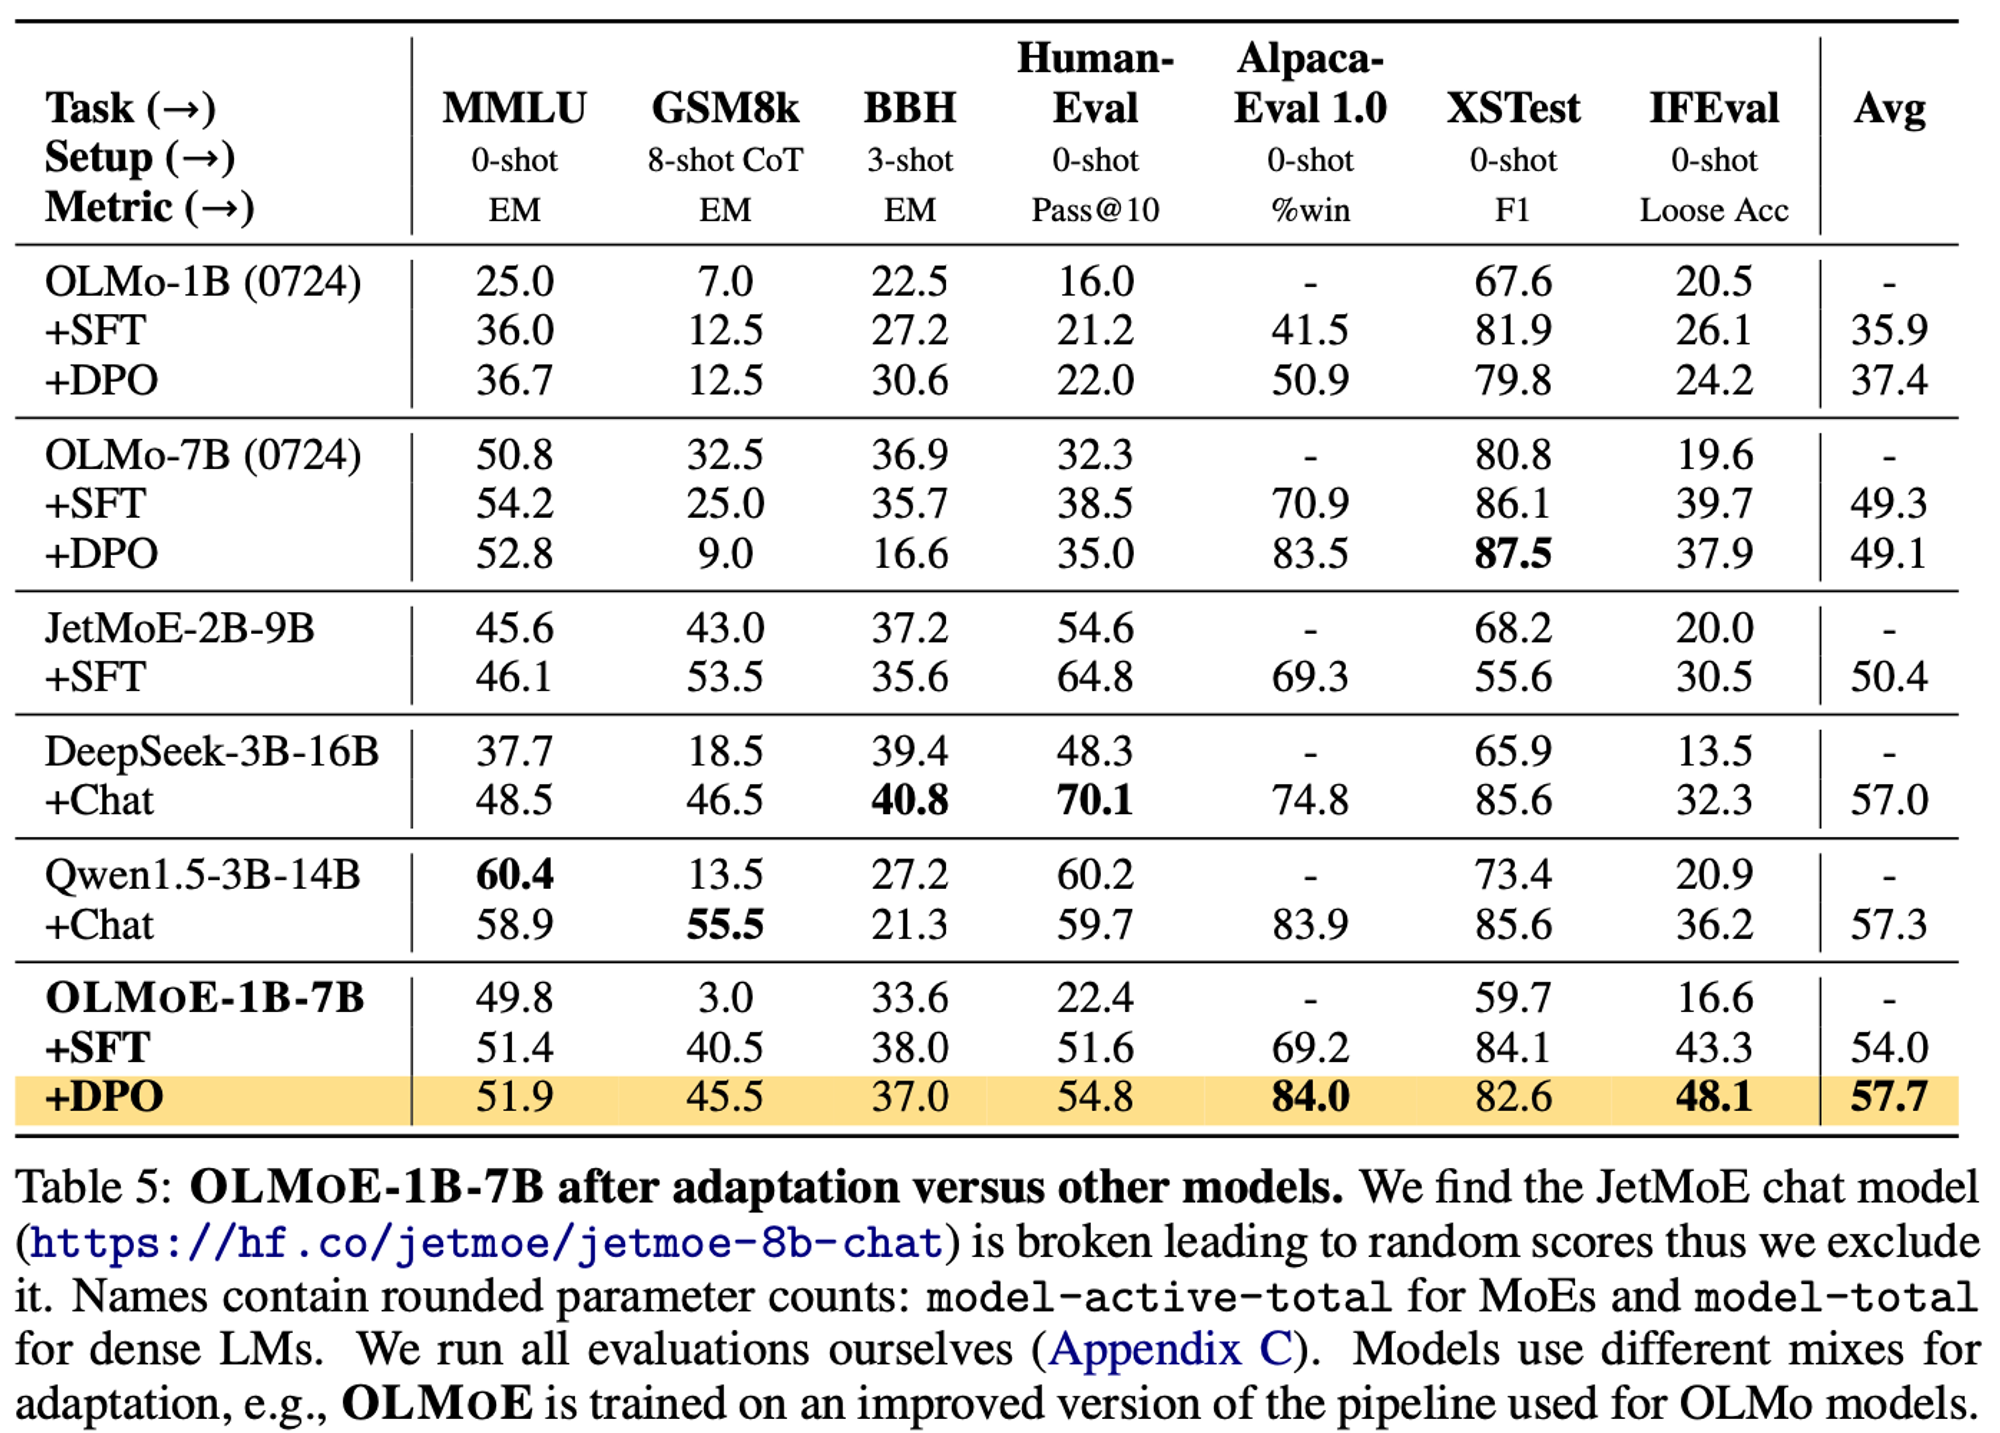 Task (→) MMLU GSM8k BBH Human-Eval Alpaca-Eval 1.0 XSTest IFEval Avg
Setup (→) 0-shot 8-shot CoT 3-shot 0-shot 0-shot 0-shot 0-shot
Metric (→) EM EM EM Pass@10 %win F1 Loose Acc
OLMo-1B (0724) 25.0 7.0 22.5 16.0 - 67.6 20.5 -
+SFT 36.0 12.5 27.2 21.2 41.5 81.9 26.1 35.9
+DPO 36.7 12.5 30.6 22.0 50.9 79.8 24.2 37.4
OLMo-7B (0724) 50.8 32.5 36.9 32.3 - 80.8 19.6 -
+SFT 54.2 25.0 35.7 38.5 70.9 86.1 39.7 49.3
+DPO 52.8 9.0 16.6 35.0 83.5 87.5 37.9 49.1
JetMoE-2B-9B 45.6 43.0 37.2 54.6 - 68.2 20.0 -
+SFT 46.1 53.5 35.6 64.8 69.3 55.6 30.5 50.4
DeepSeek-3B-16B 37.7 18.5 39.4 48.3 - 65.9 13.5 -
+Chat 48.5 46.5 40.8 70.1 74.8 85.6 32.3 57.0
Qwen1.5-3B-14B 60.4 13.5 27.2 60.2 - 73.4 20.9 -
+Chat 58.9 55.5 21.3 59.7 83.9 85.6 36.2 57.3
OLMOE-1B-7B 49.8 3.0 33.6 22.4 - 59.7 16.6 -
+SFT 51.4 40.5 38.0 51.6 69.2 84.1 43.3 54.0
+DPO 51.9 45.5 37.0 54.8 84.0 82.6 48.1 57.7
Table 5: OLMOE-1B-7B after adaptation versus other models. We find the JetMoE chat model
(https://hf.co/jetmoe/jetmoe-8b-chat) is broken leading to random scores thus we exclude
it. Names contain rounded parameter counts: model-active-total for MoEs and model-total
for dense LMs. We run all evaluations ourselves (Appendix C). Models use different mixes for
adaptation, e.g., OLMOE is trained on an improved version of the pipeline used for OLMo models.